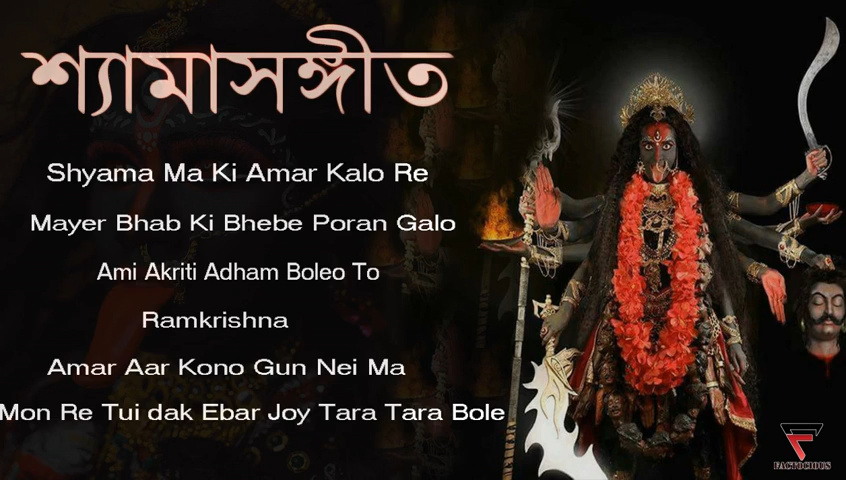 শ্যামাসঙ্গীত
Shyama Ma Ki Amar Kalo Re
Mayer Bhab Ki Bhebe Poran Galo
Ami Akriti Adham Boleo To
Ramkrishna
Amar Aar Kono Gun Nei Ma
Mon Re Tui dak Ebar Joy Tara Tara Bole
FACTOCIOUS